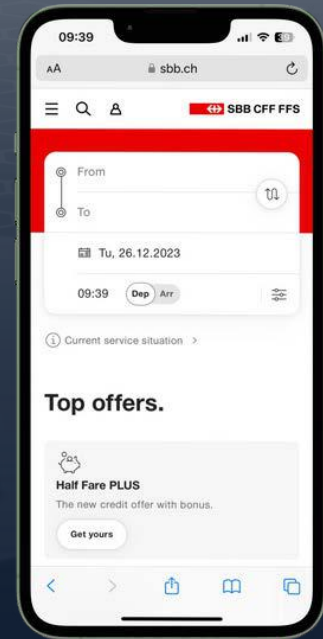 09:39
AA
sbb.ch
SBB CFF FFS
From
To
Tu, 26.12.2023
09:39
Dep
Arr
Current service situation
Top offers.
Half Fare PLUS
The new credit offer with bonus.
Get yours